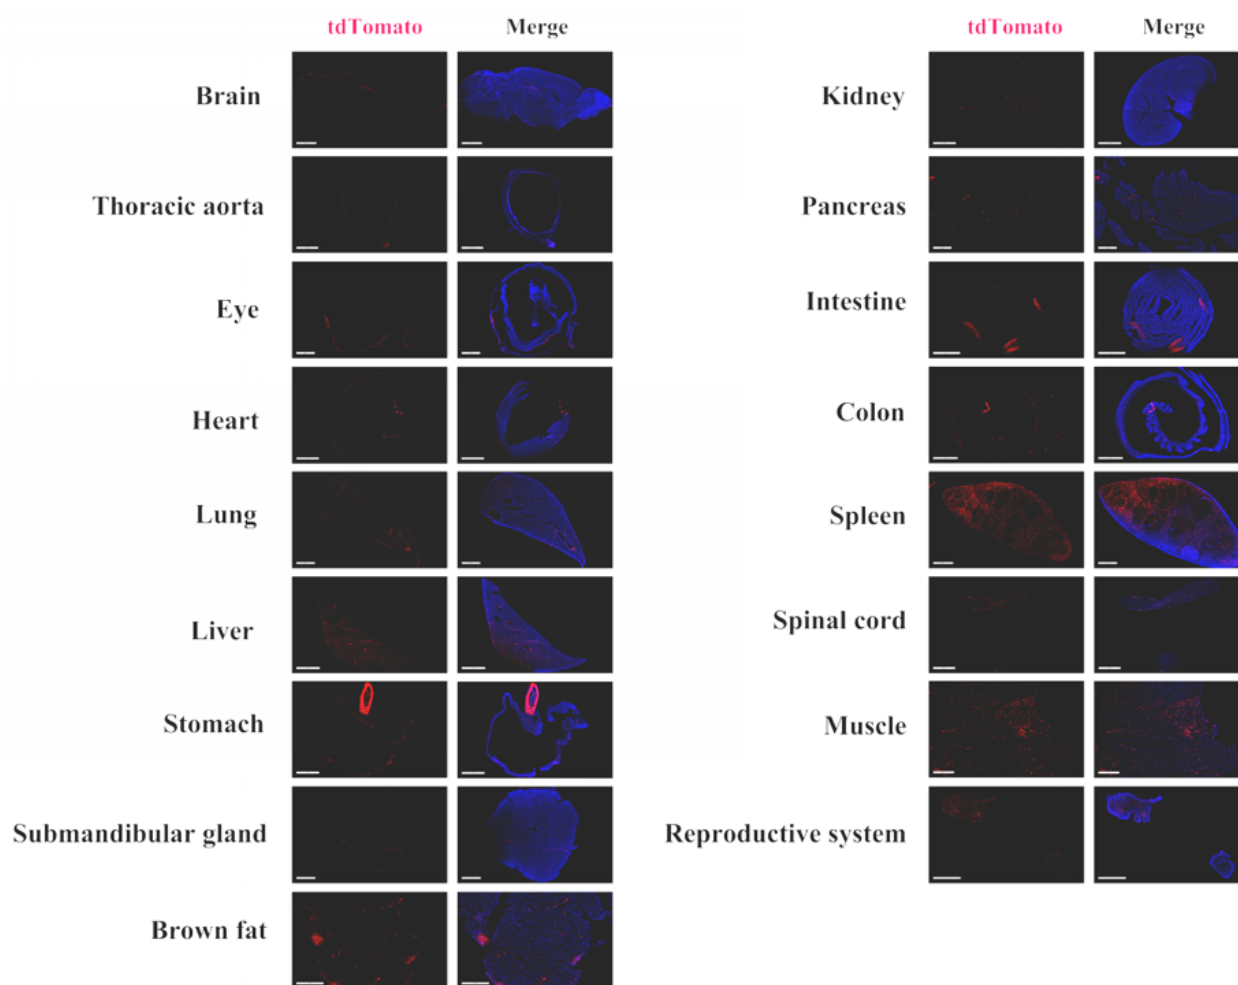 tdTomato Merge
Brain
Thoracic aorta
Eye
Heart
Lung
Liver
Stomach
Submandibular gland
Brown fat
tdTomato Merge
Kidney
Pancreas
Intestine
Colon
Spleen
Spinal cord
Muscle
Reproductive system